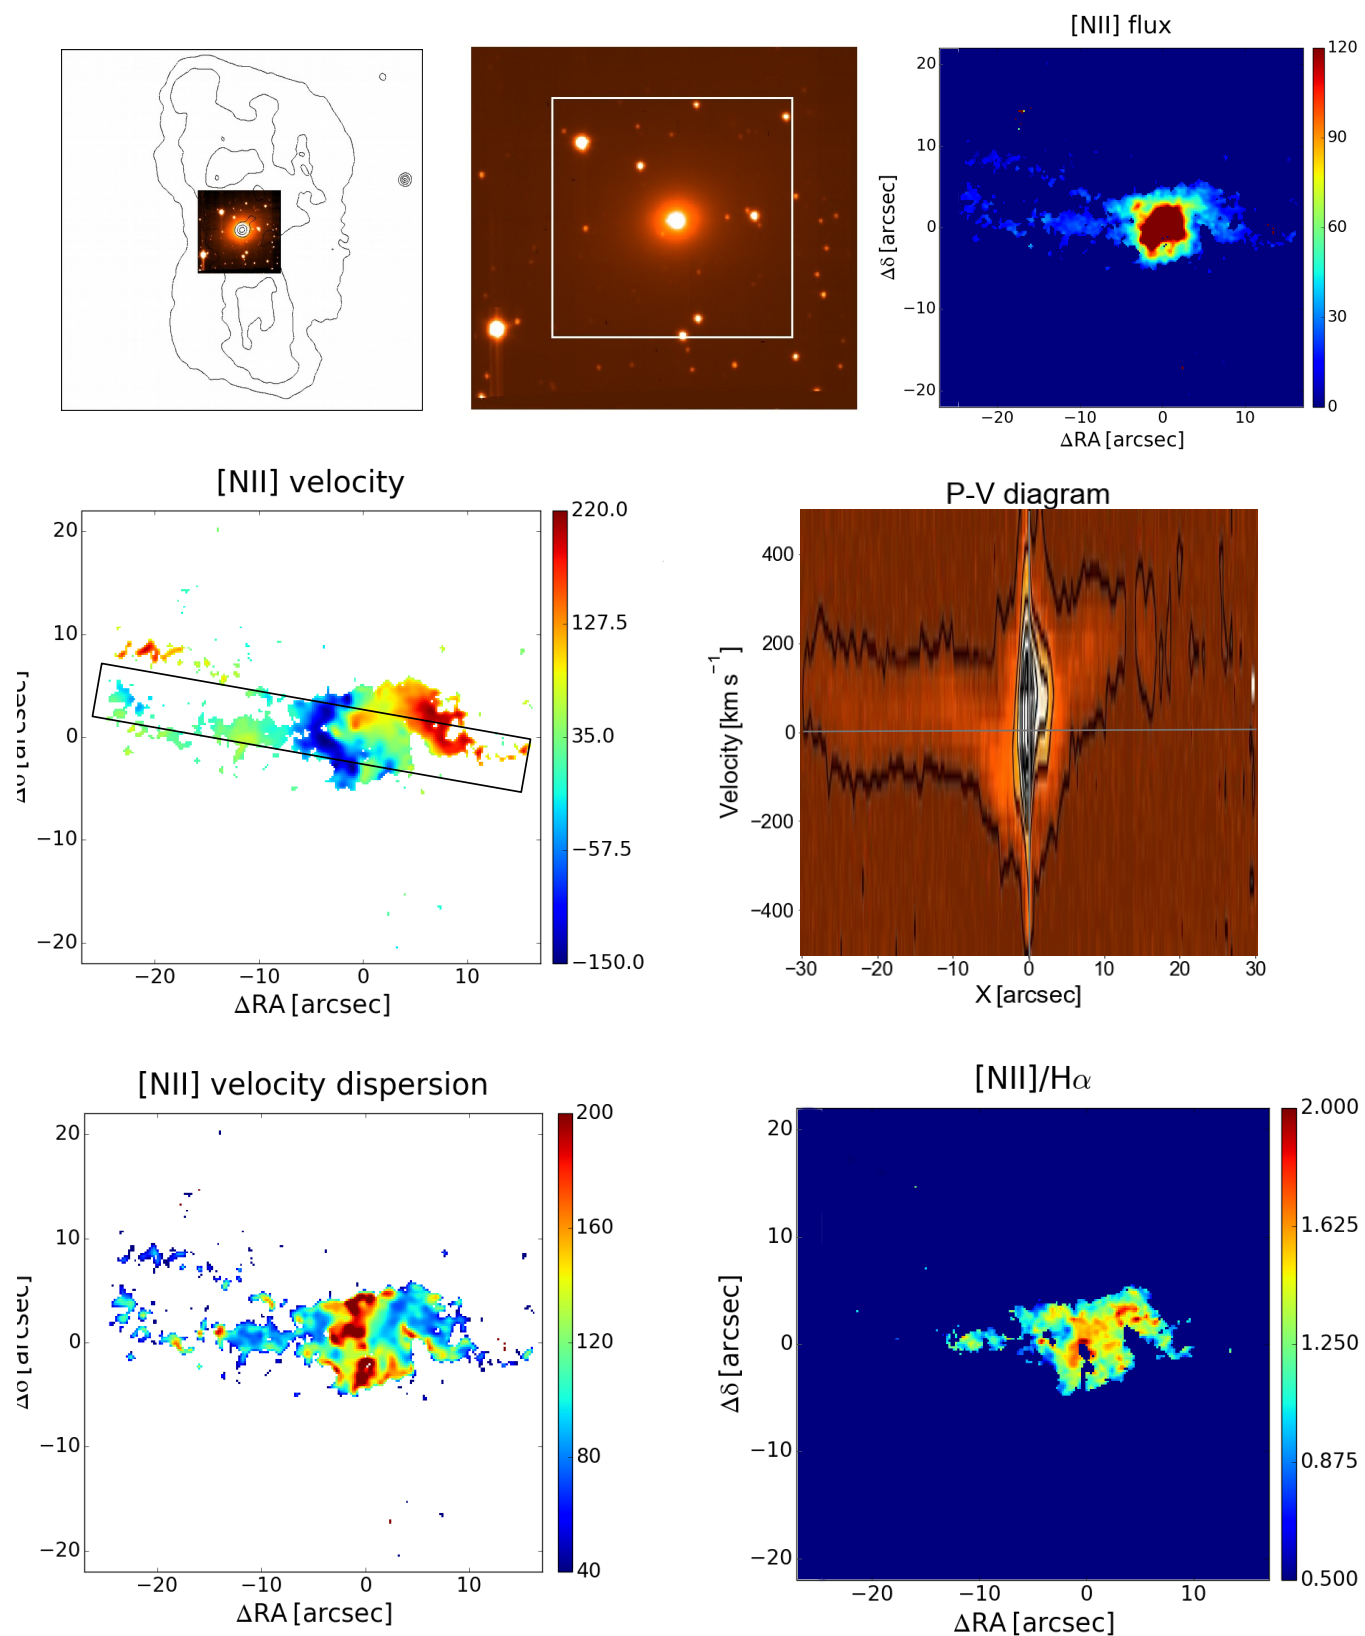 [NII] flux
120
90
60
30
0
20
10
0
−10
−20
Δδ [arcsec]
−20 −10 0 10
ΔRA [arcsec]
[NII] velocity
220.0
127.5
35.0
−57.5
−150.0
20
10
0
−10
−20
−20 −10 0 10
ΔRA [arcsec]
P-V diagram
400
200
0
−200
−400
Velocity [km s⁻¹]
−30 −20 −10 0 10 20 30
X [arcsec]
[NII] velocity dispersion
200
160
120
80
40
20
10
0
−10
−20
−20 −10 0 10
ΔRA [arcsec]
[NII]/Hα
2.000
1.625
1.250
0.875
0.500
20
10
0
−10
−20
Δδ [arcsec]
−20 −10 0 10
ΔRA [arcsec]